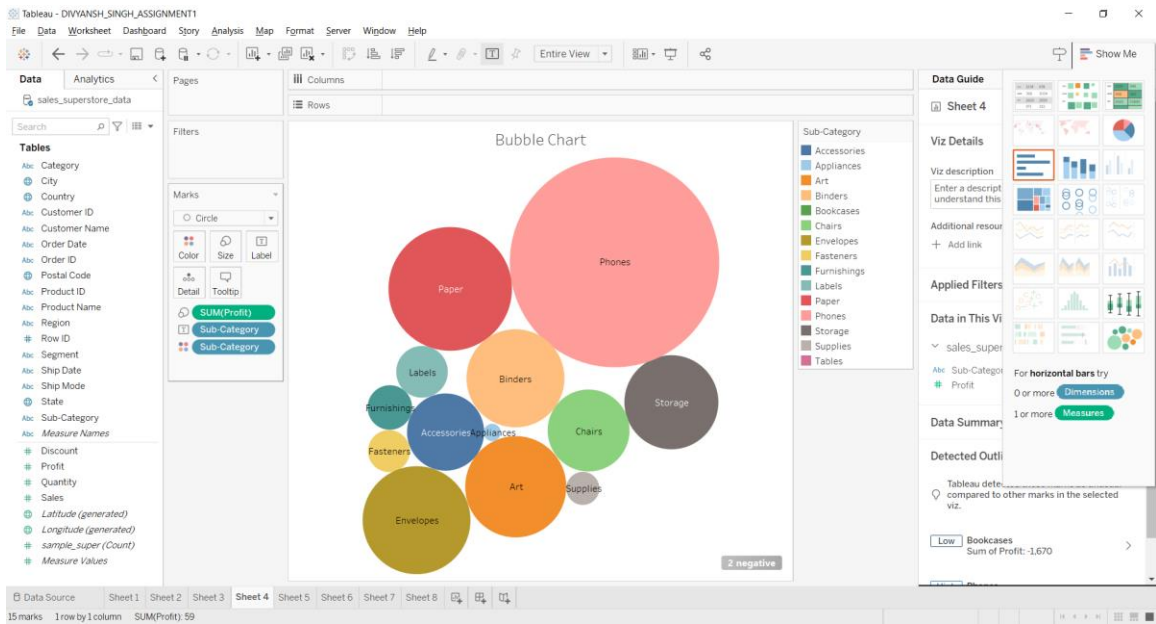 Tableau - DIVYANSH_SINGH_ASSIGNMENT1
File Data Worksheet Dashboard Story Analysis Map Format Server Window Help
Entire View
Show Me
Data Analytics
sales_superstore_data
Search
Tables
Abc Category
City
Country
Abc Customer ID
Abc Customer Name
Abc Order Date
Abc Order ID
Postal Code
Abc Product ID
Abc Product Name
Abc Region
# Row ID
Abc Segment
Abc Ship Date
Abc Ship Mode
State
Abc Sub-Category
Abc Measure Names
# Discount
# Profit
# Quantity
# Sales
Latitude (generated)
Longitude (generated)
# sample_super (Count)
# Measure Values
Pages
Filters
Marks
Circle
Color Size Label
Detail Tooltip
SUM(Profit)
Sub-Category
Sub-Category
Columns
Rows
Bubble Chart
Phones
Paper
Labels
Binders
Furnishings
Storage
Accessories
Appliances
Chairs
Fasteners
Art
Supplies
Envelopes
2 negative
Sub-Category
Accessories
Appliances
Art
Binders
Bookcases
Chairs
Envelopes
Fasteners
Furnishings
Labels
Paper
Phones
Storage
Supplies
Tables
Data Guide
Sheet 4
Viz Details
Viz description
Enter a descript
understand this
Additional resour
+ Add link
Applied Filters
Data in This Vi
sales_super
Abc Sub-Catego
# Profit
Data Summary
Detected Outli
Tableau dete
compared to other marks in the selected
viz.
Low Bookcases
Sum of Profit: -1,670
For horizontal bars try
0 or more Dimensions
1 or more Measures
Data Source Sheet 1 Sheet 2 Sheet 3 Sheet 4 Sheet 5 Sheet 6 Sheet 7 Sheet 8
15 marks 1 row by 1 column SUM(Profit): 59